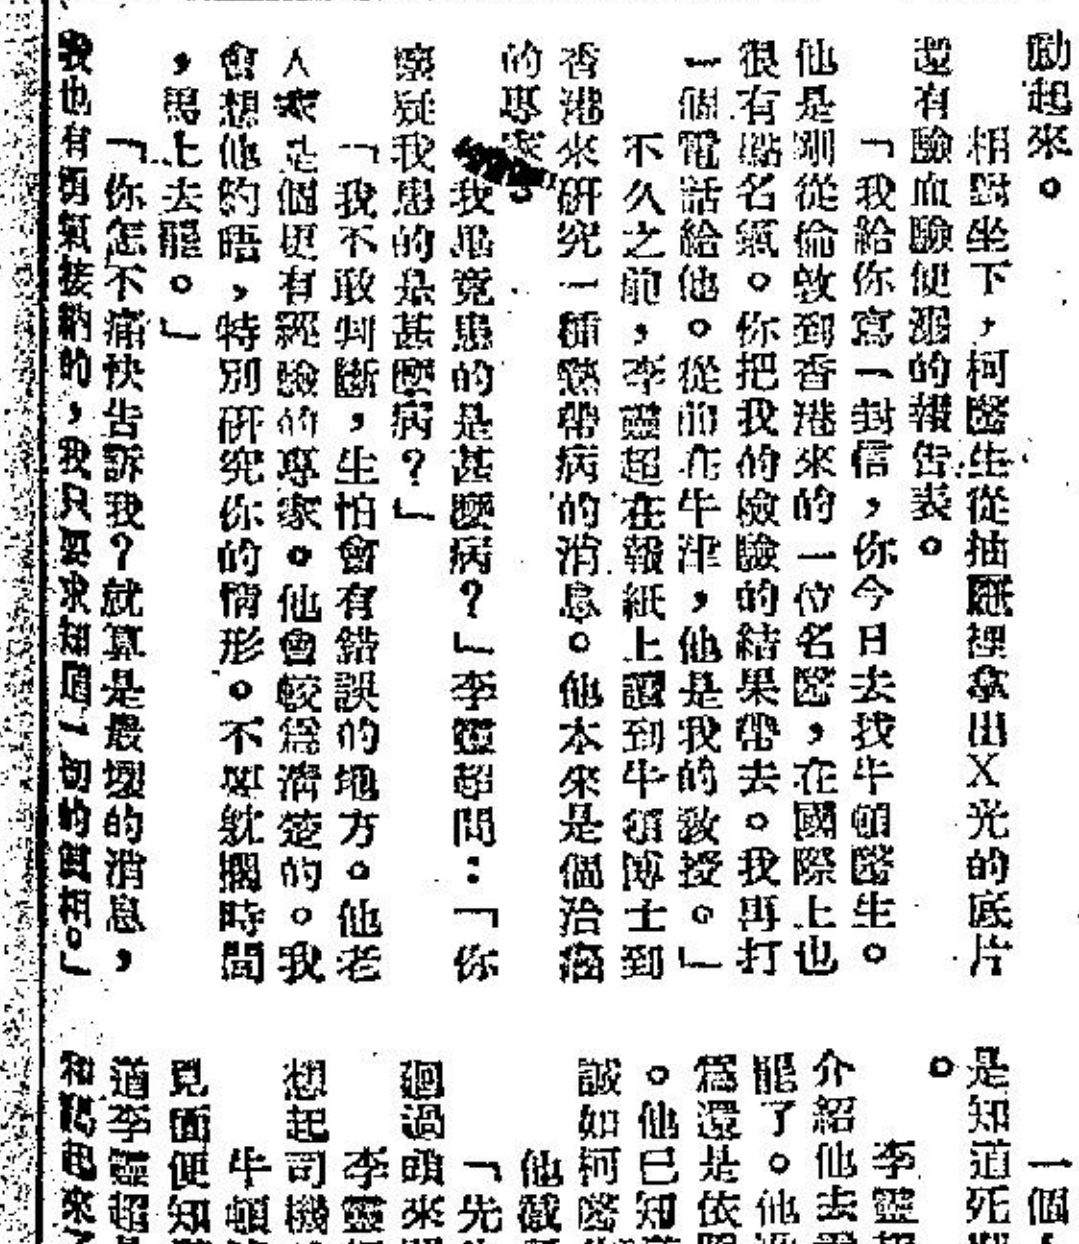 動起來。
相對坐下，柯醫生從抽屜裡拿出X光的底片
還有驗血驗便溺的報告表。
「我給你寫一封信，你今日去找牛頓醫生。
他是剛從倫敦到香港來的一位名醫，在國際上也
很有點名氣。你把我的檢驗的結果帶去。我再打
一個電話給他。從前在牛津，他是我的教授。」
不久之前，李靈超在報紙上讀到牛頓博士到
香港來研究一種熱帶病的消息。他本來是個治癌
的專家。
「我究竟患的是甚麼病？」李靈超問：「你
疑我患的是甚麼病？」
「我不敢判斷，生怕會有錯誤的地方。他老
人家是個更有經驗的專家。他會較為清楚的。我
會想他約晤，特別研究你的情形。不要躭擱時間
，馬上去罷。」
「你怎不痛快告訴我？就算是最壞的消息，
我也有勇氣接納的，我只要求知道一切的真相。」
一個
是知道死
。
李靈
介紹他去
罷了。他
為還是依
。他已知
誠如柯醫
他
「先
迴過頭來
李靈
想起司機
牛頓
見面便知
道李靈超
和起來